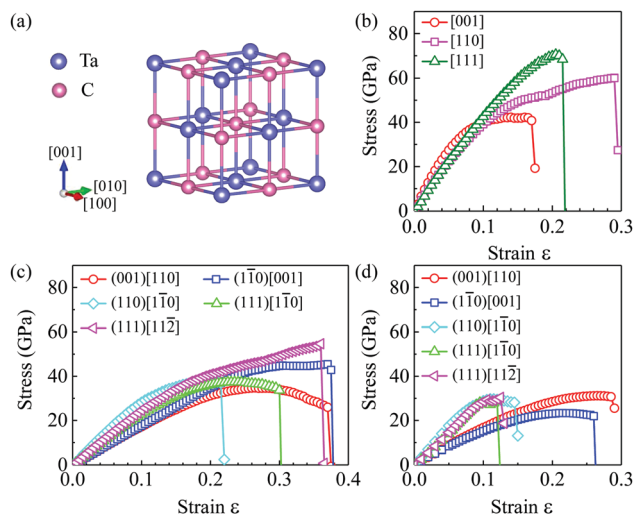 (a)
Ta
C
[001]
[010]
[100]
(b)
[001]
[110]
[111]
80
60
40
20
0
Stress (GPa)
0.0 0.1 0.2 0.3
Strain ε
(c)
(001)[110]
(11̅0)[001]
(110)[11̅0]
(111)[11̅0]
(111)[112̅]
80
60
40
20
0
Stress (GPa)
0.0 0.1 0.2 0.3 0.4
Strain ε
(d)
(001)[110]
(11̅0)[001]
(110)[11̅0]
(111)[11̅0]
(111)[112̅]
80
60
40
20
0
Stress (GPa)
0.0 0.1 0.2 0.3
Strain ε